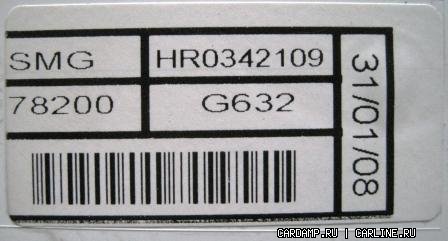 SMG HR0342109
78200 G632
31/01/08
CARDAMP.RU | CARLINE.RU